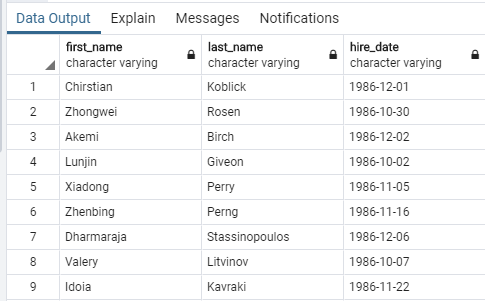 Data Output Explain Messages Notifications
first_name last_name hire_date
character varying character varying character varying
1 Chirstian Koblick 1986-12-01
2 Zhongwei Rosen 1986-10-30
3 Akemi Birch 1986-12-02
4 Lunjin Giveon 1986-10-02
5 Xiadong Perry 1986-11-05
6 Zhenbing Perng 1986-11-16
7 Dharmaraja Stassinopoulos 1986-12-06
8 Valery Litvinov 1986-10-07
9 Idoia Kavraki 1986-11-22